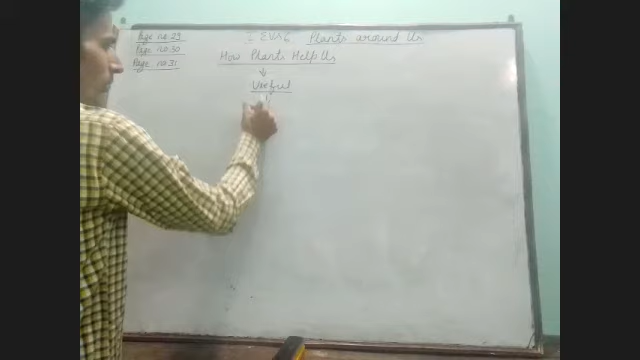 Page no. 29
Plants around Us
Page no. 30
How Plants Help Us
Page no. 31
Useful